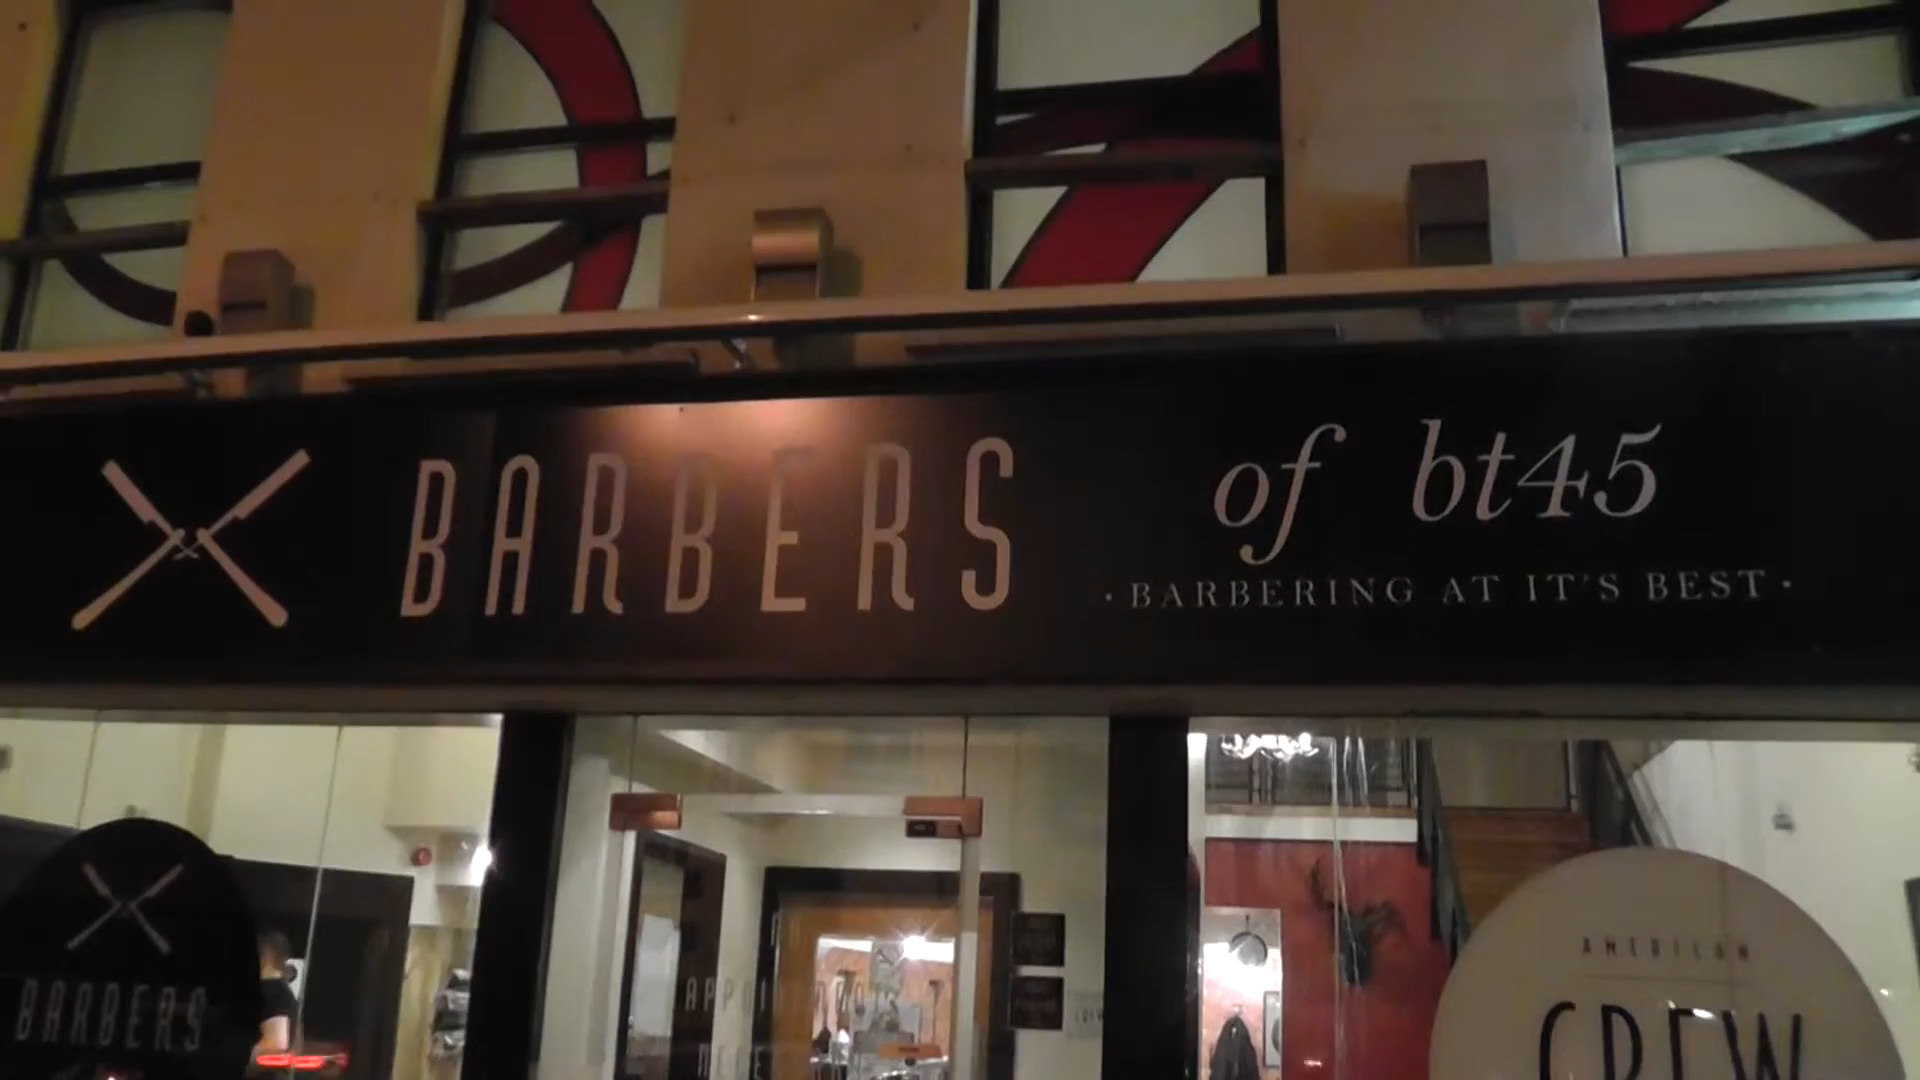 BARBERS of bt45
· BARBERING AT IT'S BEST ·
BARBERS
AMERICAN
CREW